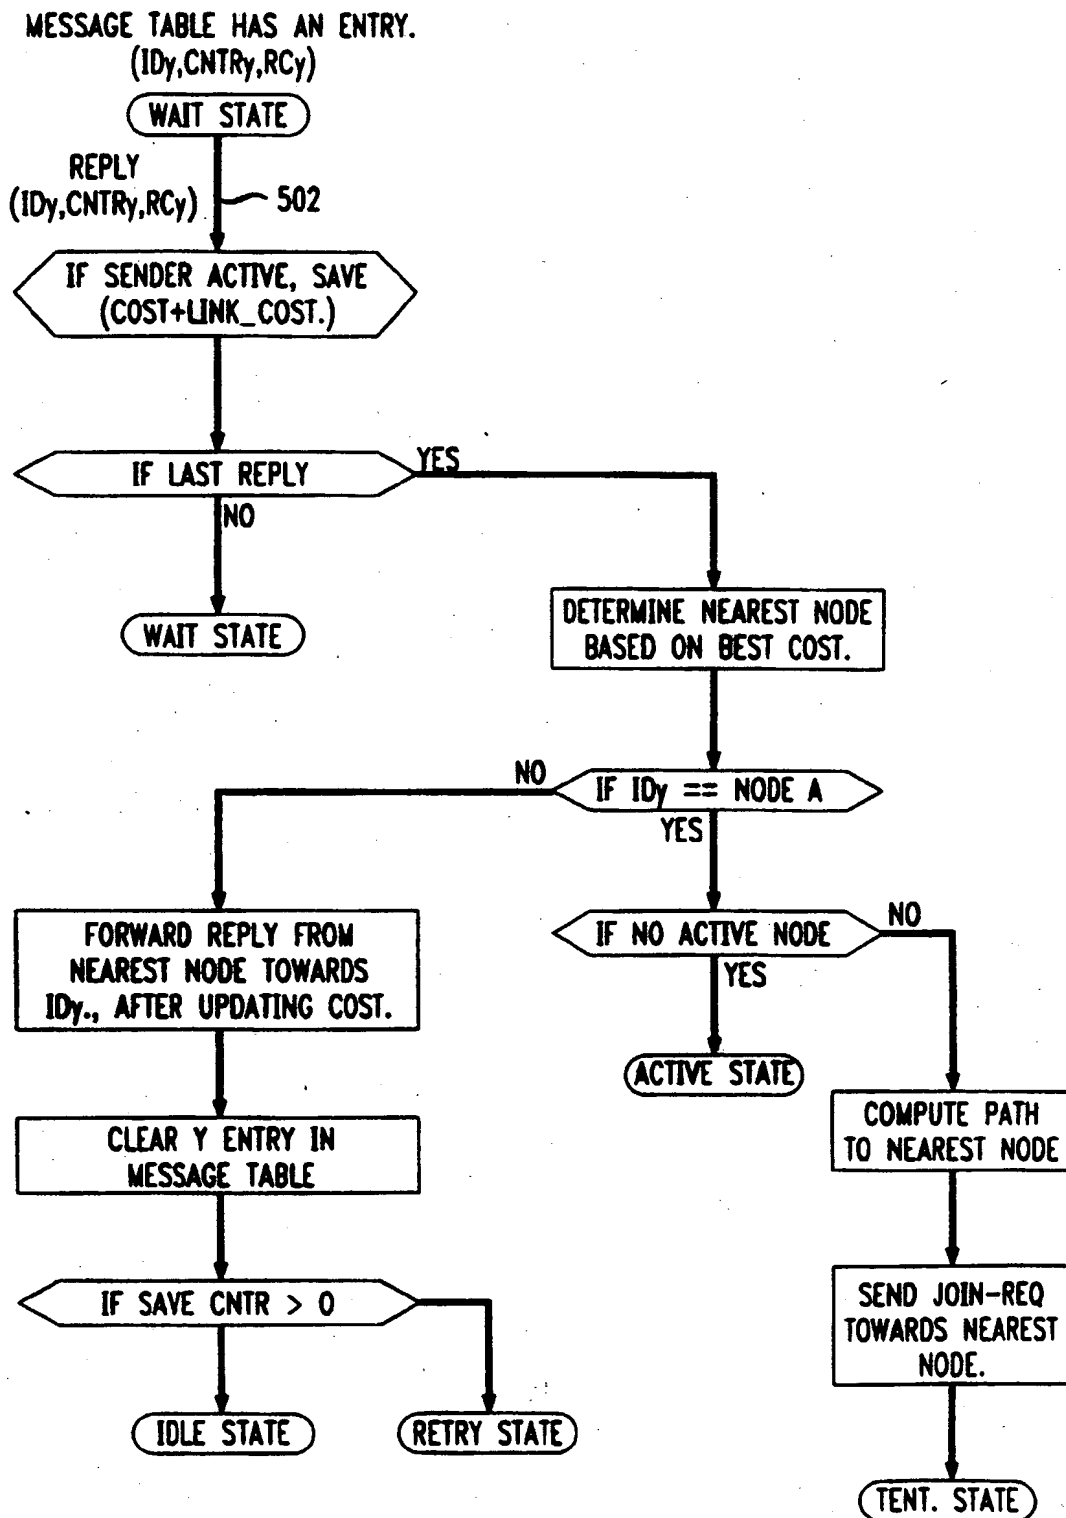 MESSAGE TABLE HAS AN ENTRY.
(IDy,CNTRy,RCy)
WAIT STATE
REPLY
(IDy,CNTRy,RCy)
502
IF SENDER ACTIVE, SAVE
(COST+LINK_COST.)
IF LAST REPLY
YES
NO
WAIT STATE
DETERMINE NEAREST NODE
BASED ON BEST COST.
NO
IF IDy == NODE A
YES
FORWARD REPLY FROM
NEAREST NODE TOWARDS
IDy., AFTER UPDATING COST.
IF NO ACTIVE NODE
NO
YES
ACTIVE STATE
CLEAR Y ENTRY IN
MESSAGE TABLE
COMPUTE PATH
TO NEAREST NODE
IF SAVE CNTR > 0
SEND JOIN-REQ
TOWARDS NEAREST
NODE.
IDLE STATE
RETRY STATE
TENT. STATE